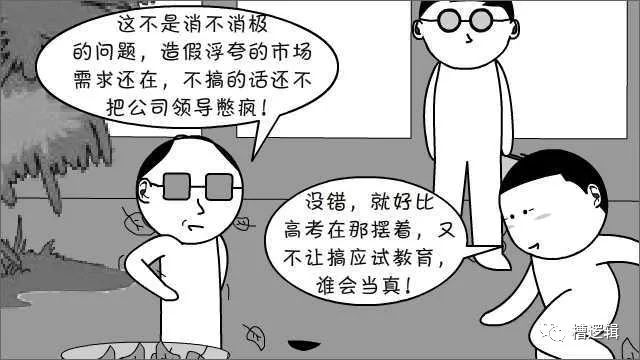 这不是消不消极
的问题，造假浮夸的市场
需求还在，不搞的话还不
把公司领导憋疯！
没错，就好比
高考在那摆着，又
不让搞应试教育，
谁会当真！
槽逻辑